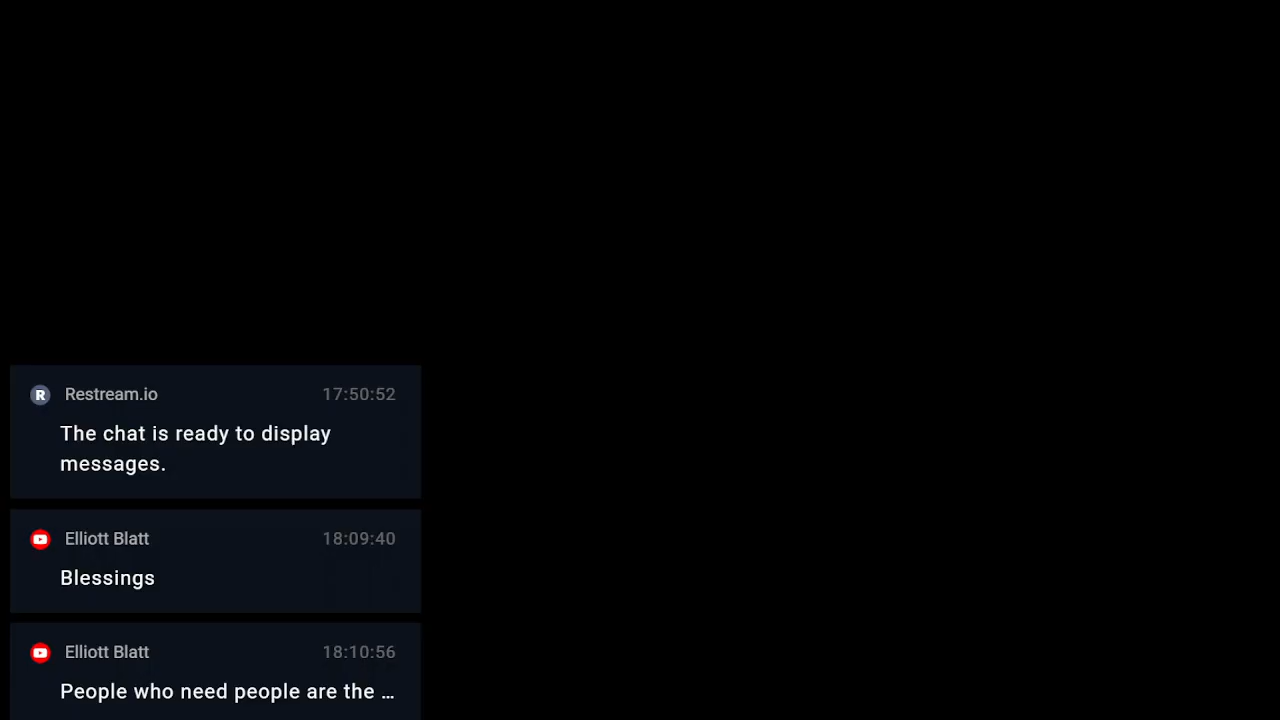 R Restream.io 17:50:52
The chat is ready to display
messages.
Elliott Blatt 18:09:40
Blessings
Elliott Blatt 18:10:56
People who need people are the ...